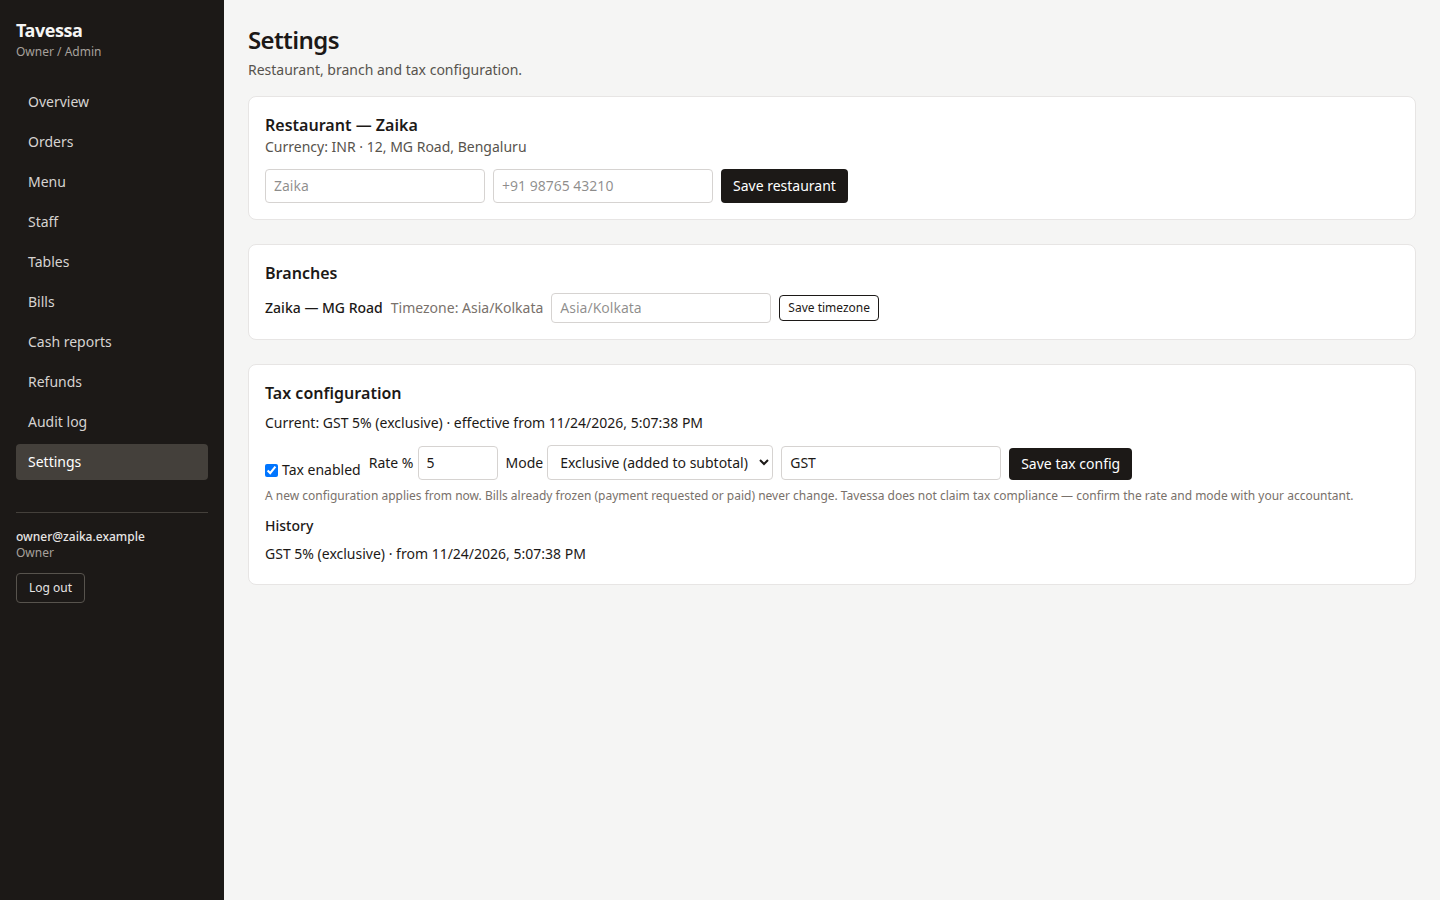 Tavessa
Owner / Admin
Overview
Orders
Menu
Staff
Tables
Bills
Cash reports
Refunds
Audit log
Settings
owner@zaika.example
Owner
Log out
Settings
Restaurant, branch and tax configuration.
Restaurant — Zaika
Currency: INR · 12, MG Road, Bengaluru
Zaika +91 98765 43210 Save restaurant
Branches
Zaika — MG Road Timezone: Asia/Kolkata Asia/Kolkata Save timezone
Tax configuration
Current: GST 5% (exclusive) · effective from 11/24/2026, 5:07:38 PM
Tax enabled Rate % 5 Mode Exclusive (added to subtotal) GST Save tax config
A new configuration applies from now. Bills already frozen (payment requested or paid) never change. Tavessa does not claim tax compliance — confirm the rate and mode with your accountant.
History
GST 5% (exclusive) · from 11/24/2026, 5:07:38 PM